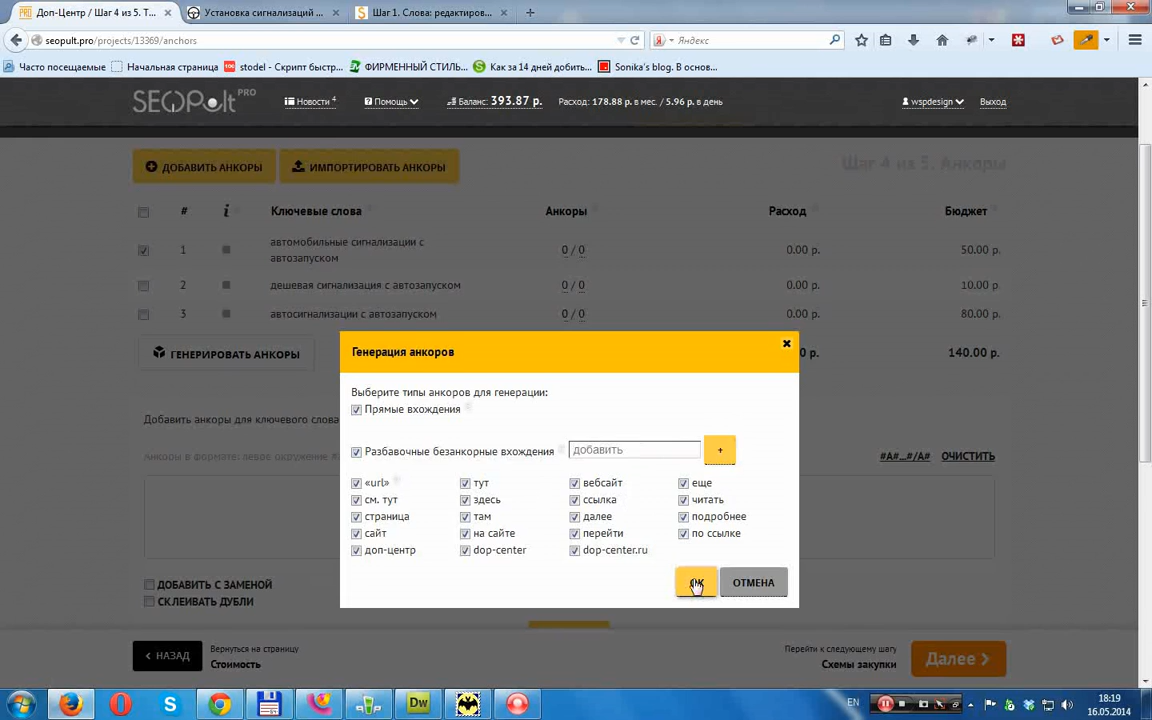 Доп-Центр / Шаг 4 из 5. Т...
Установка сигнализаций ...
Шаг 1. Слова: редактиров...
seopult.pro/projects/13369/anchors
Яндекс
Часто посещаемые
Начальная страница
stodel - Скрипт быстр...
ФИРМЕННЫЙ СТИЛЬ...
Как за 14 дней добить...
Sonika's blog. В основ...
SEOPult PRO
Новости 4
Помощь
Баланс: 393.87 р.
Расход: 178.88 р. в мес. / 5.96 р. в день
wspdesign
Выход
ДОБАВИТЬ АНКОРЫ
ИМПОРТИРОВАТЬ АНКОРЫ
Шаг 4 из 5. Анкоры
# i Ключевые слова Анкоры Расход Бюджет
1 автомобильные сигнализации с автозапуском 0 / 0 0.00 р. 50.00 р.
2 дешевая сигнализация с автозапуском 0 / 0 0.00 р. 10.00 р.
3 автосигнализации с автозапуском 0 / 0 0.00 р. 80.00 р.
ГЕНЕРИРОВАТЬ АНКОРЫ
0 р. 140.00 р.
Генерация анкоров
Выберите типы анкоров для генерации:
Прямые вхождения
Разбавочные безанкорные вхождения
добавить
+
«url» тут вебсайт еще
см. тут здесь ссылка читать
страница там далее подробнее
сайт на сайте перейти по ссылке
доп-центр dop-center dop-center.ru
ОК
ОТМЕНА
Добавить анкоры для ключевого слова
Анкоры в формате: левое окружение #
#A#...#/A#
ОЧИСТИТЬ
ДОБАВИТЬ С ЗАМЕНОЙ
СКЛЕИВАТЬ ДУБЛИ
НАЗАД
Вернуться на страницу
Стоимость
Перейти к следующему шагу
Схемы закупки
Далее
Dw
EN
18:19
16.05.2014